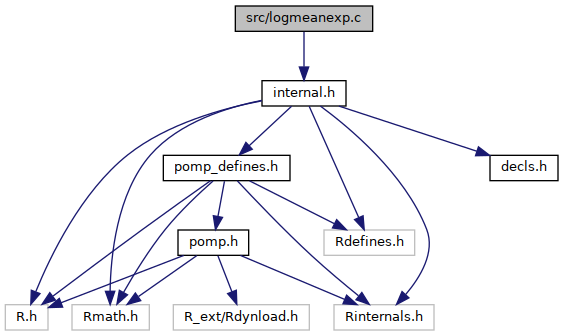 src/logmeanexp.c
internal.h
pomp_defines.h
decls.h
pomp.h
Rdefines.h
R.h
Rmath.h
R_ext/Rdynload.h
Rinternals.h